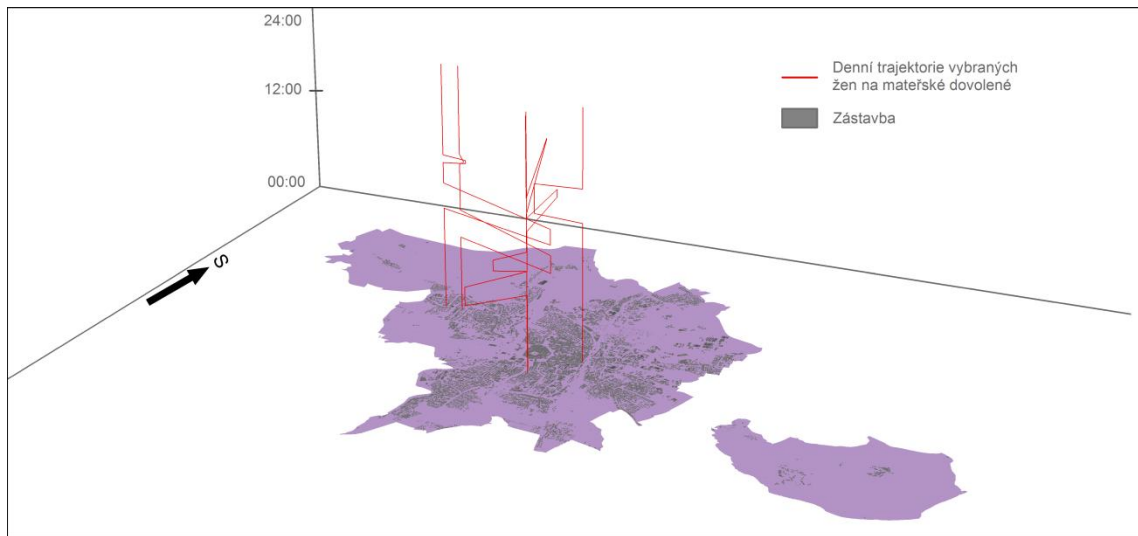 24:00
12:00
00:00
S
Denní trajektorie vybraných
žen na mateřské dovolené
Zástavba